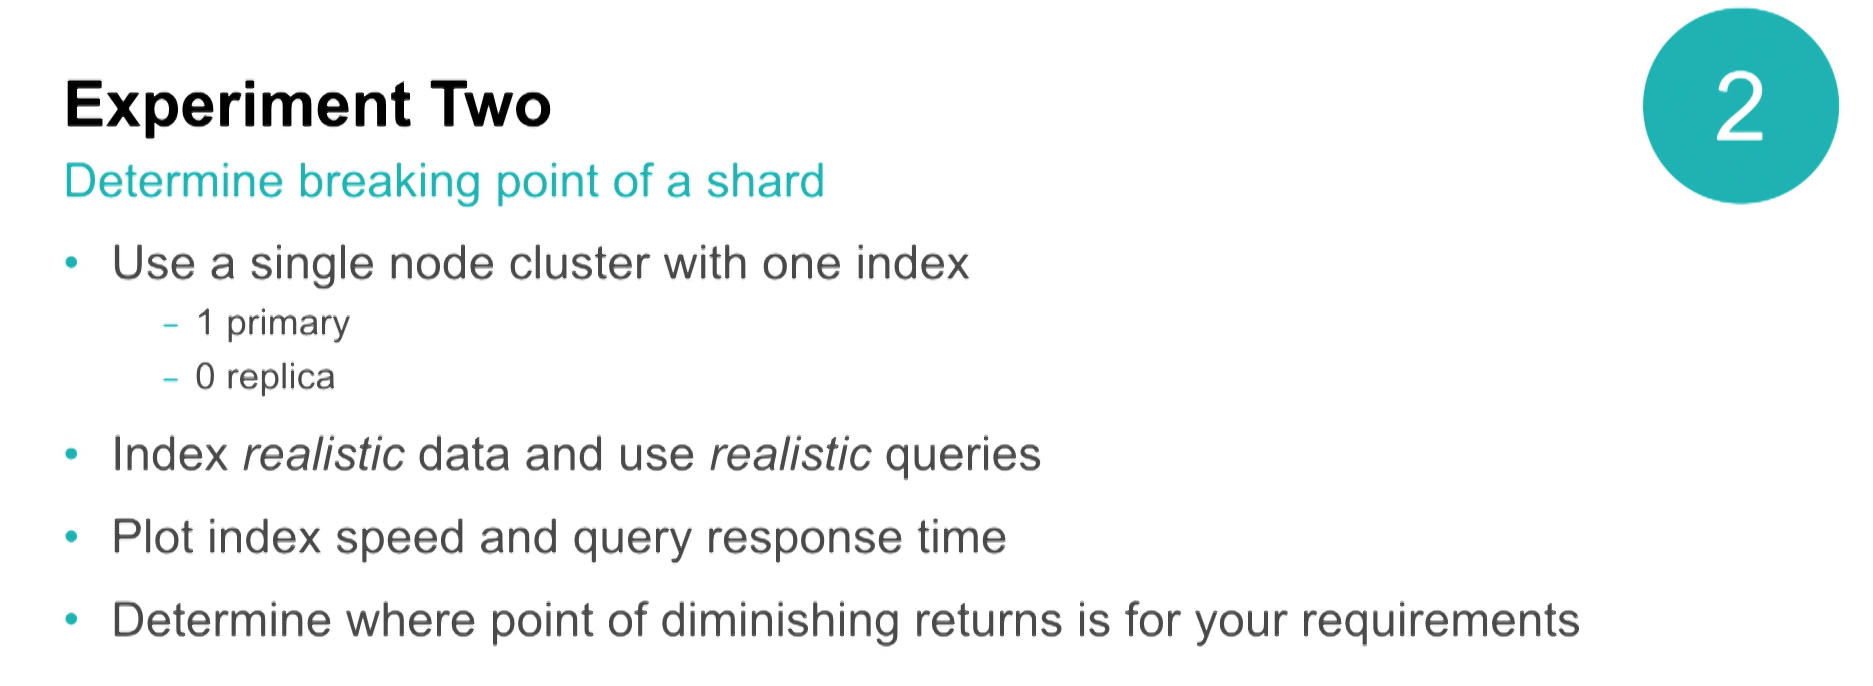 Experiment Two
2
Determine breaking point of a shard
• Use a single node cluster with one index
– 1 primary
– 0 replica
• Index realistic data and use realistic queries
• Plot index speed and query response time
• Determine where point of diminishing returns is for your requirements